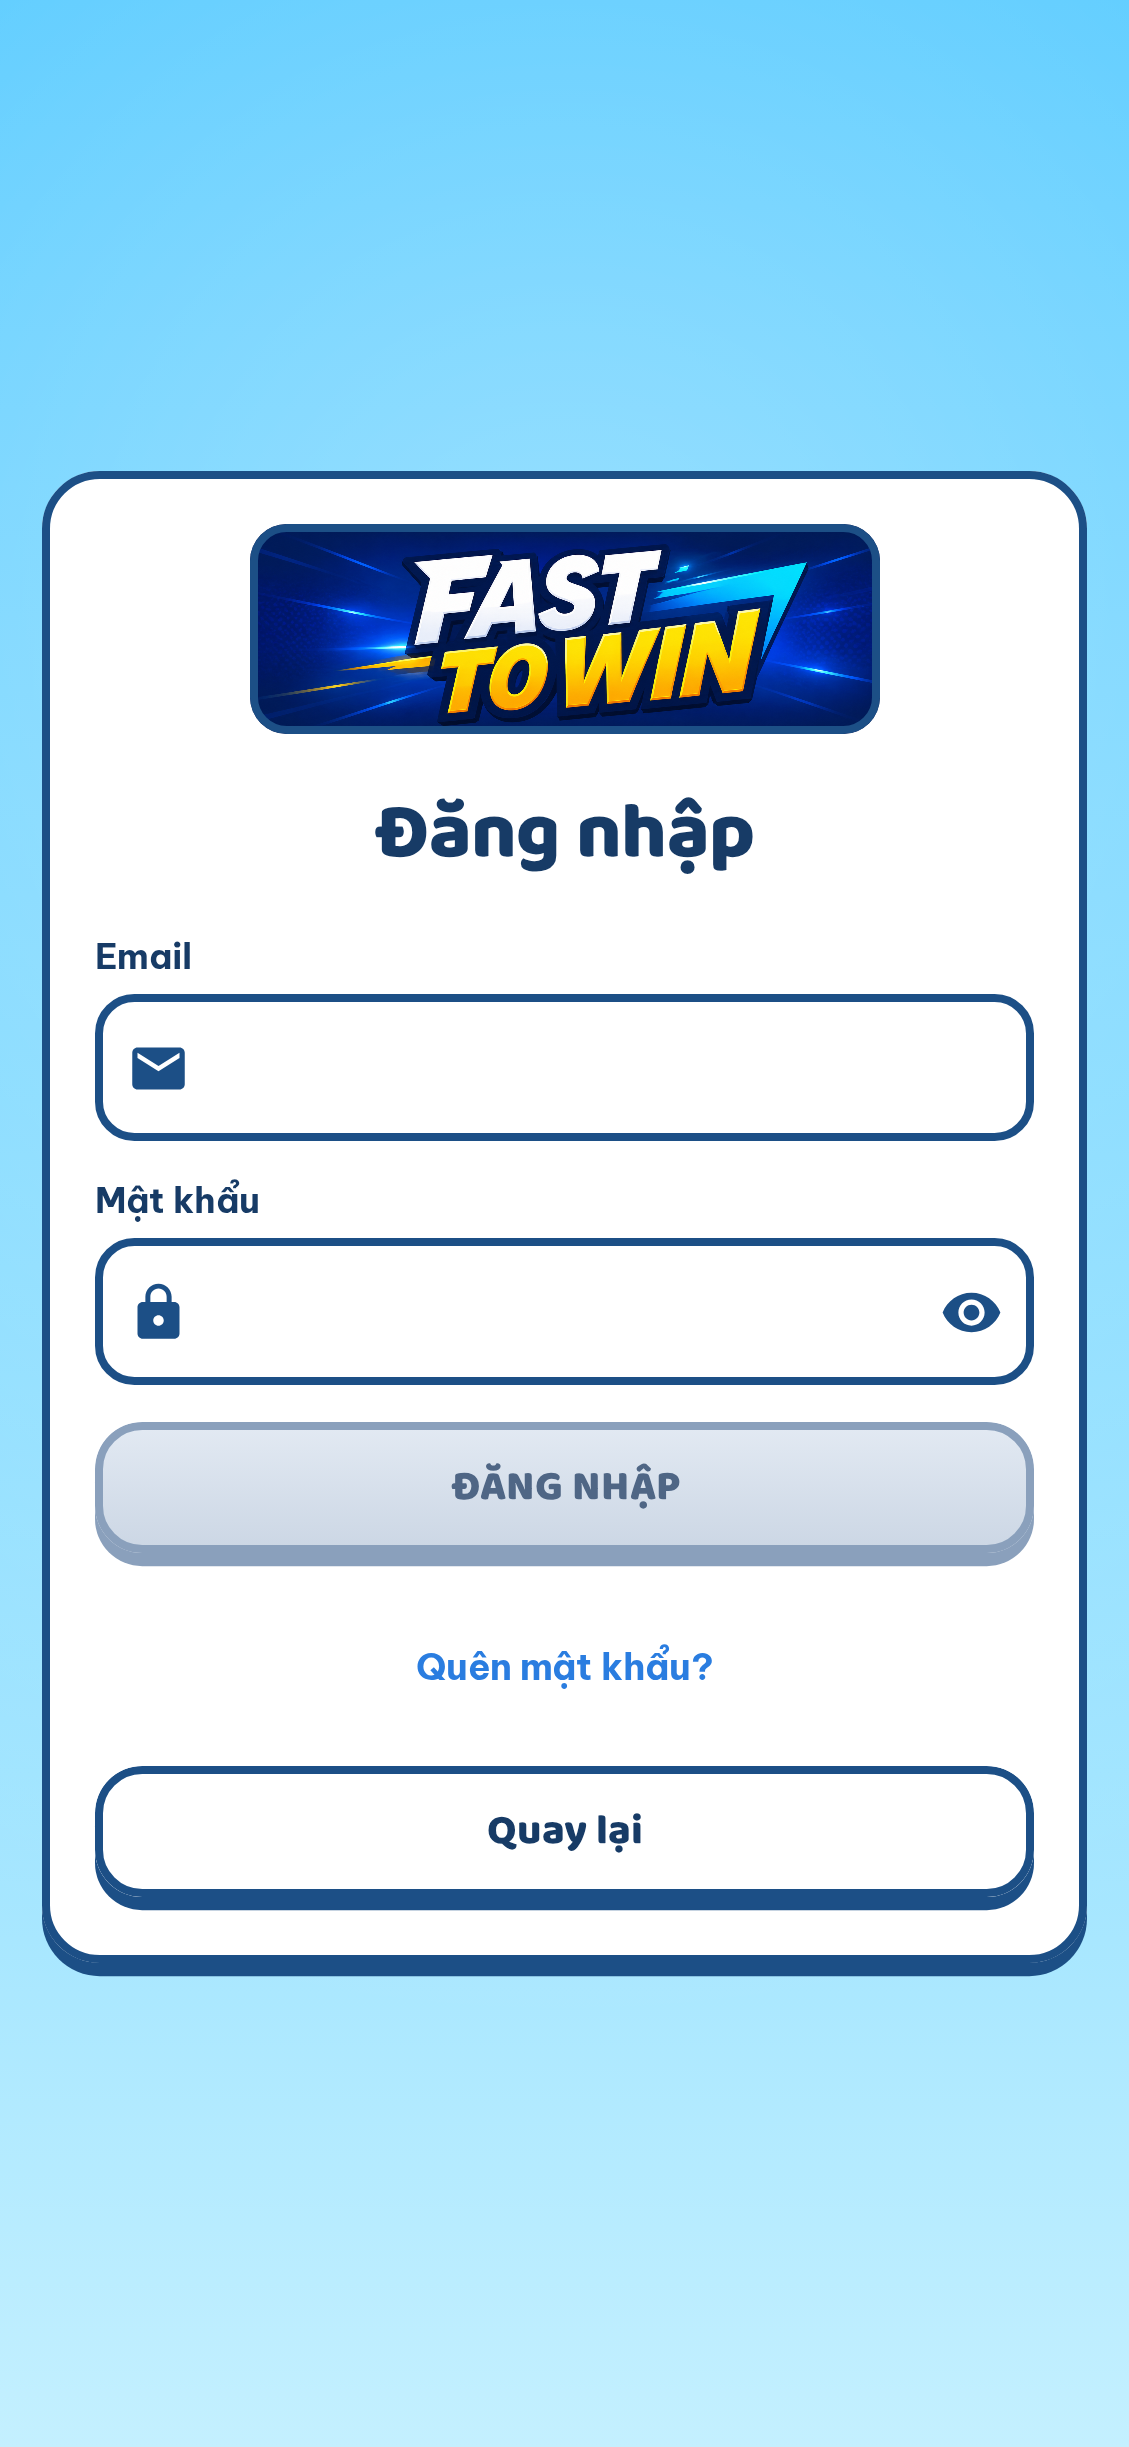 FAST
TO WIN
Đăng nhập
Email
Mật khẩu
ĐĂNG NHẬP
Quên mật khẩu?
Quay lại